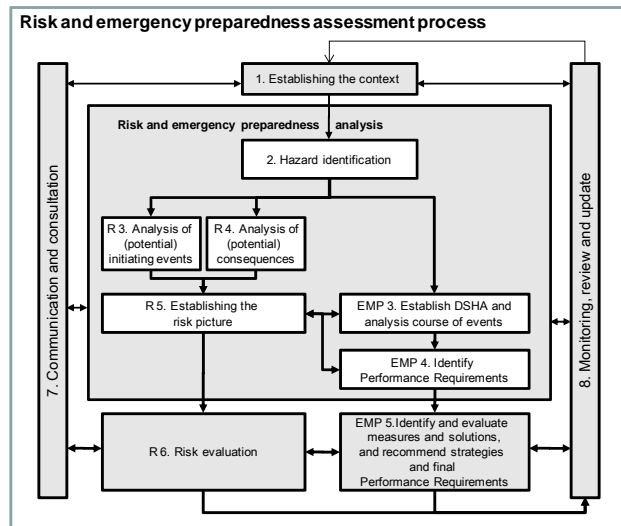 Risk and emergency preparedness assessment process
1. Establishing the context
Risk and emergency preparedness analysis
2. Hazard identification
R 3. Analysis of
(potential)
initiating events
R 4. Analysis of
(potential)
consequences
R 5. Establishing the
risk picture
EMP 3. Establish DSHA and
analysis course of events
EMP 4. Identify
Performance Requirements
R 6. Risk evaluation
EMP 5.Identify and evaluate
measures and solutions,
and recommend strategies
and final
Performance Requirements
7. Communication and consultation
8. Monitoring, review and update